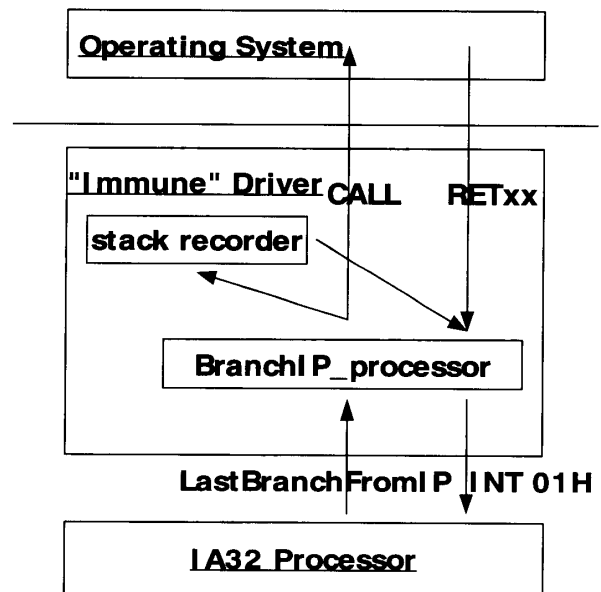 Operating System
"Immune" Driver
CALL RETxx
stack recorder
BranchIP_processor
LastBranchFromIP INT 01H
IA32 Processor